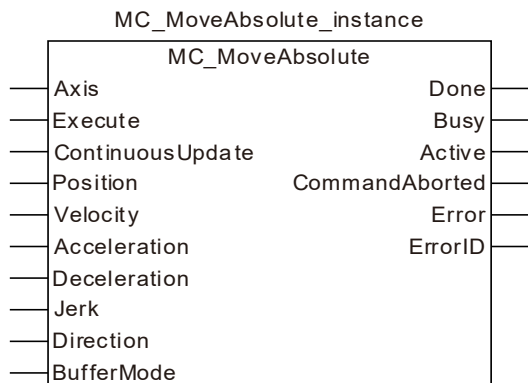 MC_MoveAbsolute_instance
MC_MoveAbsolute
Axis Done
Execute Busy
ContinuousUpdate Active
Position CommandAborted
Velocity Error
Acceleration ErrorID
Deceleration
Jerk
Direction
BufferMode